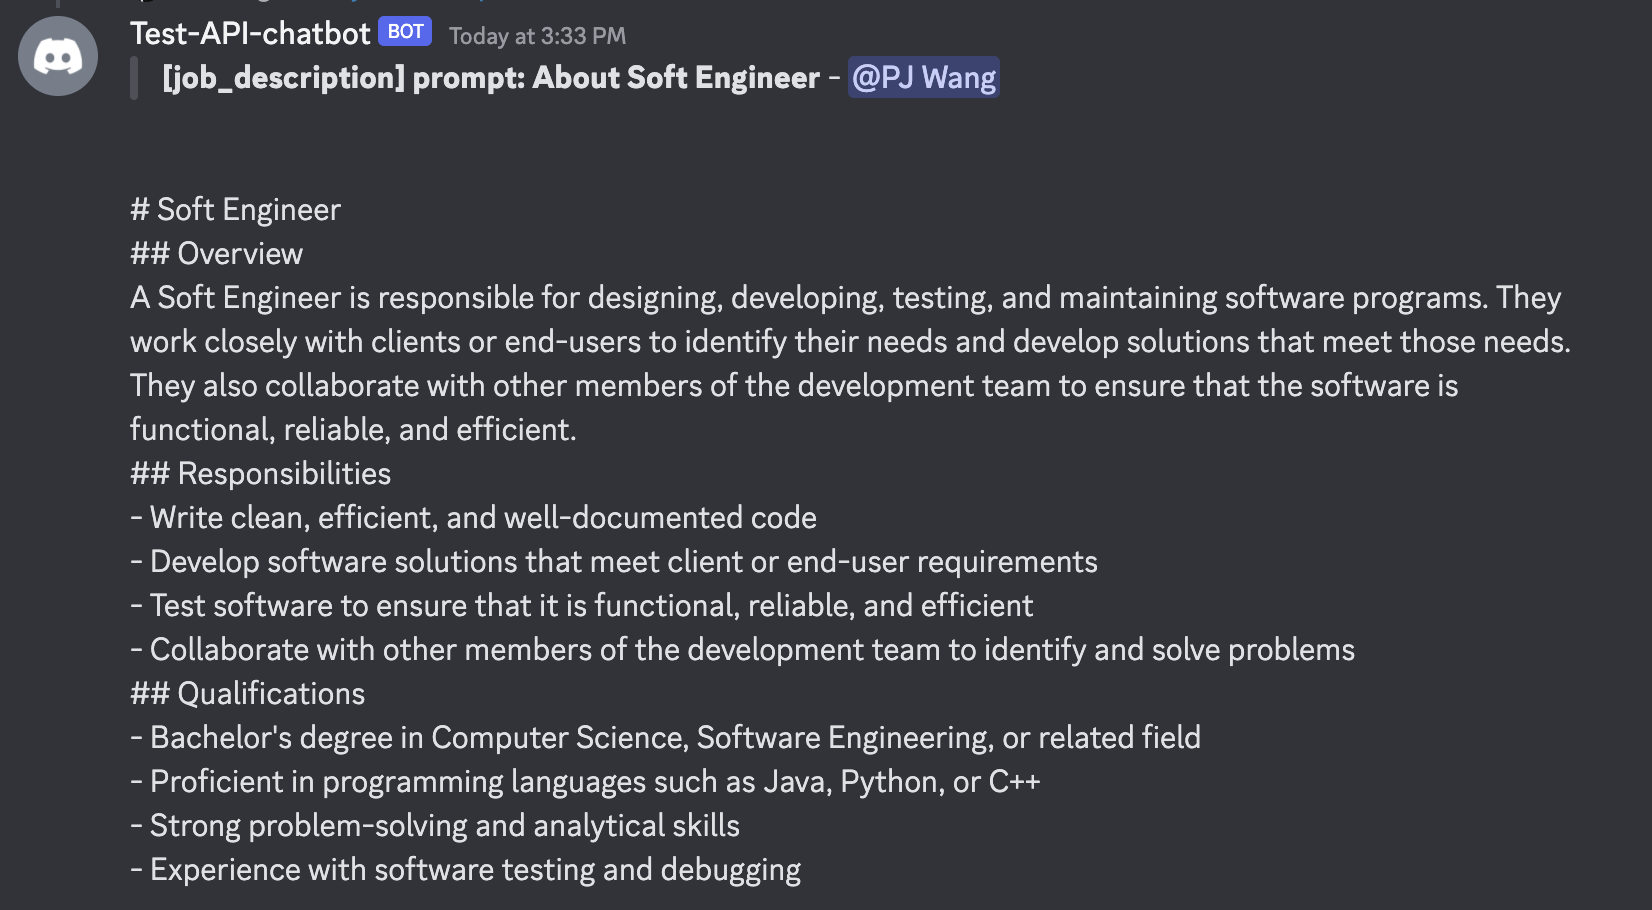 Test-API-chatbot BOT Today at 3:33 PM
[job_description] prompt: About Soft Engineer - @PJ Wang
# Soft Engineer
## Overview
A Soft Engineer is responsible for designing, developing, testing, and maintaining software programs. They
work closely with clients or end-users to identify their needs and develop solutions that meet those needs.
They also collaborate with other members of the development team to ensure that the software is
functional, reliable, and efficient.
## Responsibilities
- Write clean, efficient, and well-documented code
- Develop software solutions that meet client or end-user requirements
- Test software to ensure that it is functional, reliable, and efficient
- Collaborate with other members of the development team to identify and solve problems
## Qualifications
- Bachelor's degree in Computer Science, Software Engineering, or related field
- Proficient in programming languages such as Java, Python, or C++
- Strong problem-solving and analytical skills
- Experience with software testing and debugging